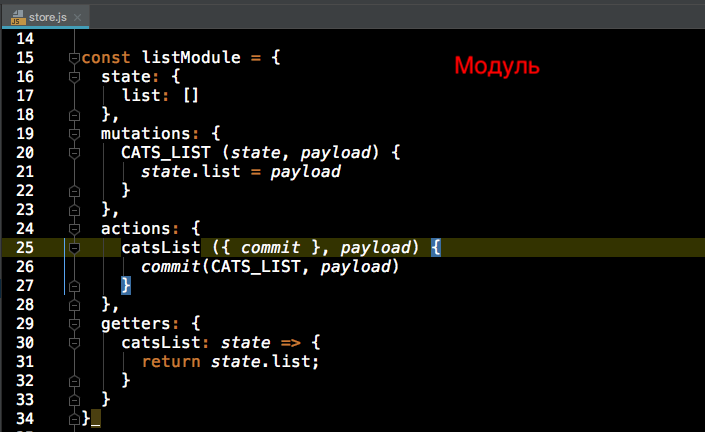 store.js
14
15 const listModule = {
16 state: {
17 list: []
18 },
19 mutations: {
20 CATS_LIST (state, payload) {
21 state.list = payload
22 }
23 },
24 actions: {
25 catsList ({ commit }, payload) {
26 commit(CATS_LIST, payload)
27 }
28 },
29 getters: {
30 catsList: state => {
31 return state.list;
32 }
33 }
34 }
Модуль